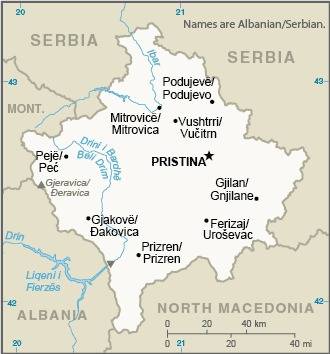 20
21
Names are Albanian/Serbian.
SERBIA
SERBIA
Ibar
43
43
Podujevë/
Podujevo
MONT.
Mitrovicë/
Mitrovica
Vushtrri/
Vučitrn
Drini i Bardhë
Beli Drim
Pejë/
Peć
PRISTINA
Gjeravica/
Đeravica
Gjilan/
Gnjilane
Gjakovë/
Đakovica
Ferizaj/
Uroševac
Drin
Prizren/
Prizren
Liqeni i
Fierzës
42
42
ALBANIA
NORTH MACEDONIA
0 20 40 km
0 20 40 mi
20
21